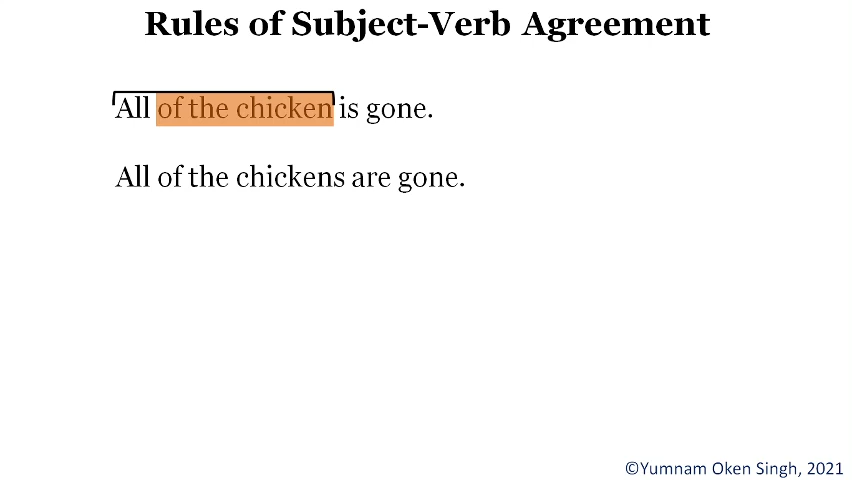 Rules of Subject-Verb Agreement
All of the chicken is gone.
All of the chickens are gone.
©Yumnam Oken Singh, 2021